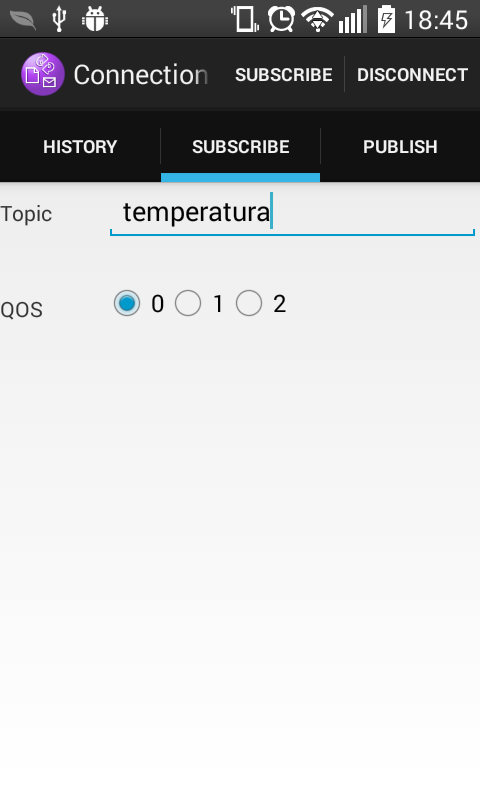 18:45
Connection SUBSCRIBE DISCONNECT
HISTORY SUBSCRIBE PUBLISH
Topic temperatura
QOS 0 1 2